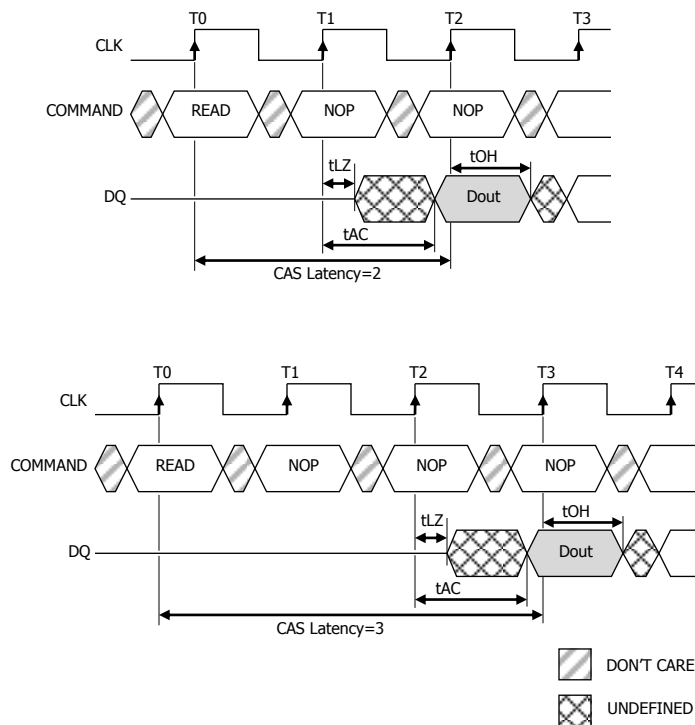 T0 T1 T2 T3
CLK
COMMAND READ NOP NOP
tLZ tOH
DQ Dout
tAC
CAS Latency=2
T0 T1 T2 T3 T4
CLK
COMMAND READ NOP NOP NOP
tLZ tOH
DQ Dout
tAC
CAS Latency=3
DON'T CARE
UNDEFINED